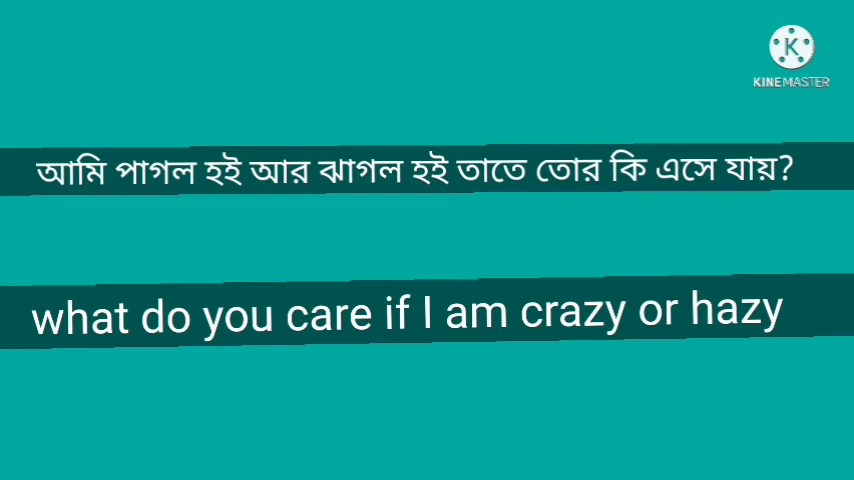 KINEMASTER
আমি পাগল হই আর ঝাগল হই তাতে তোর কি এসে যায়?
what do you care if I am crazy or hazy